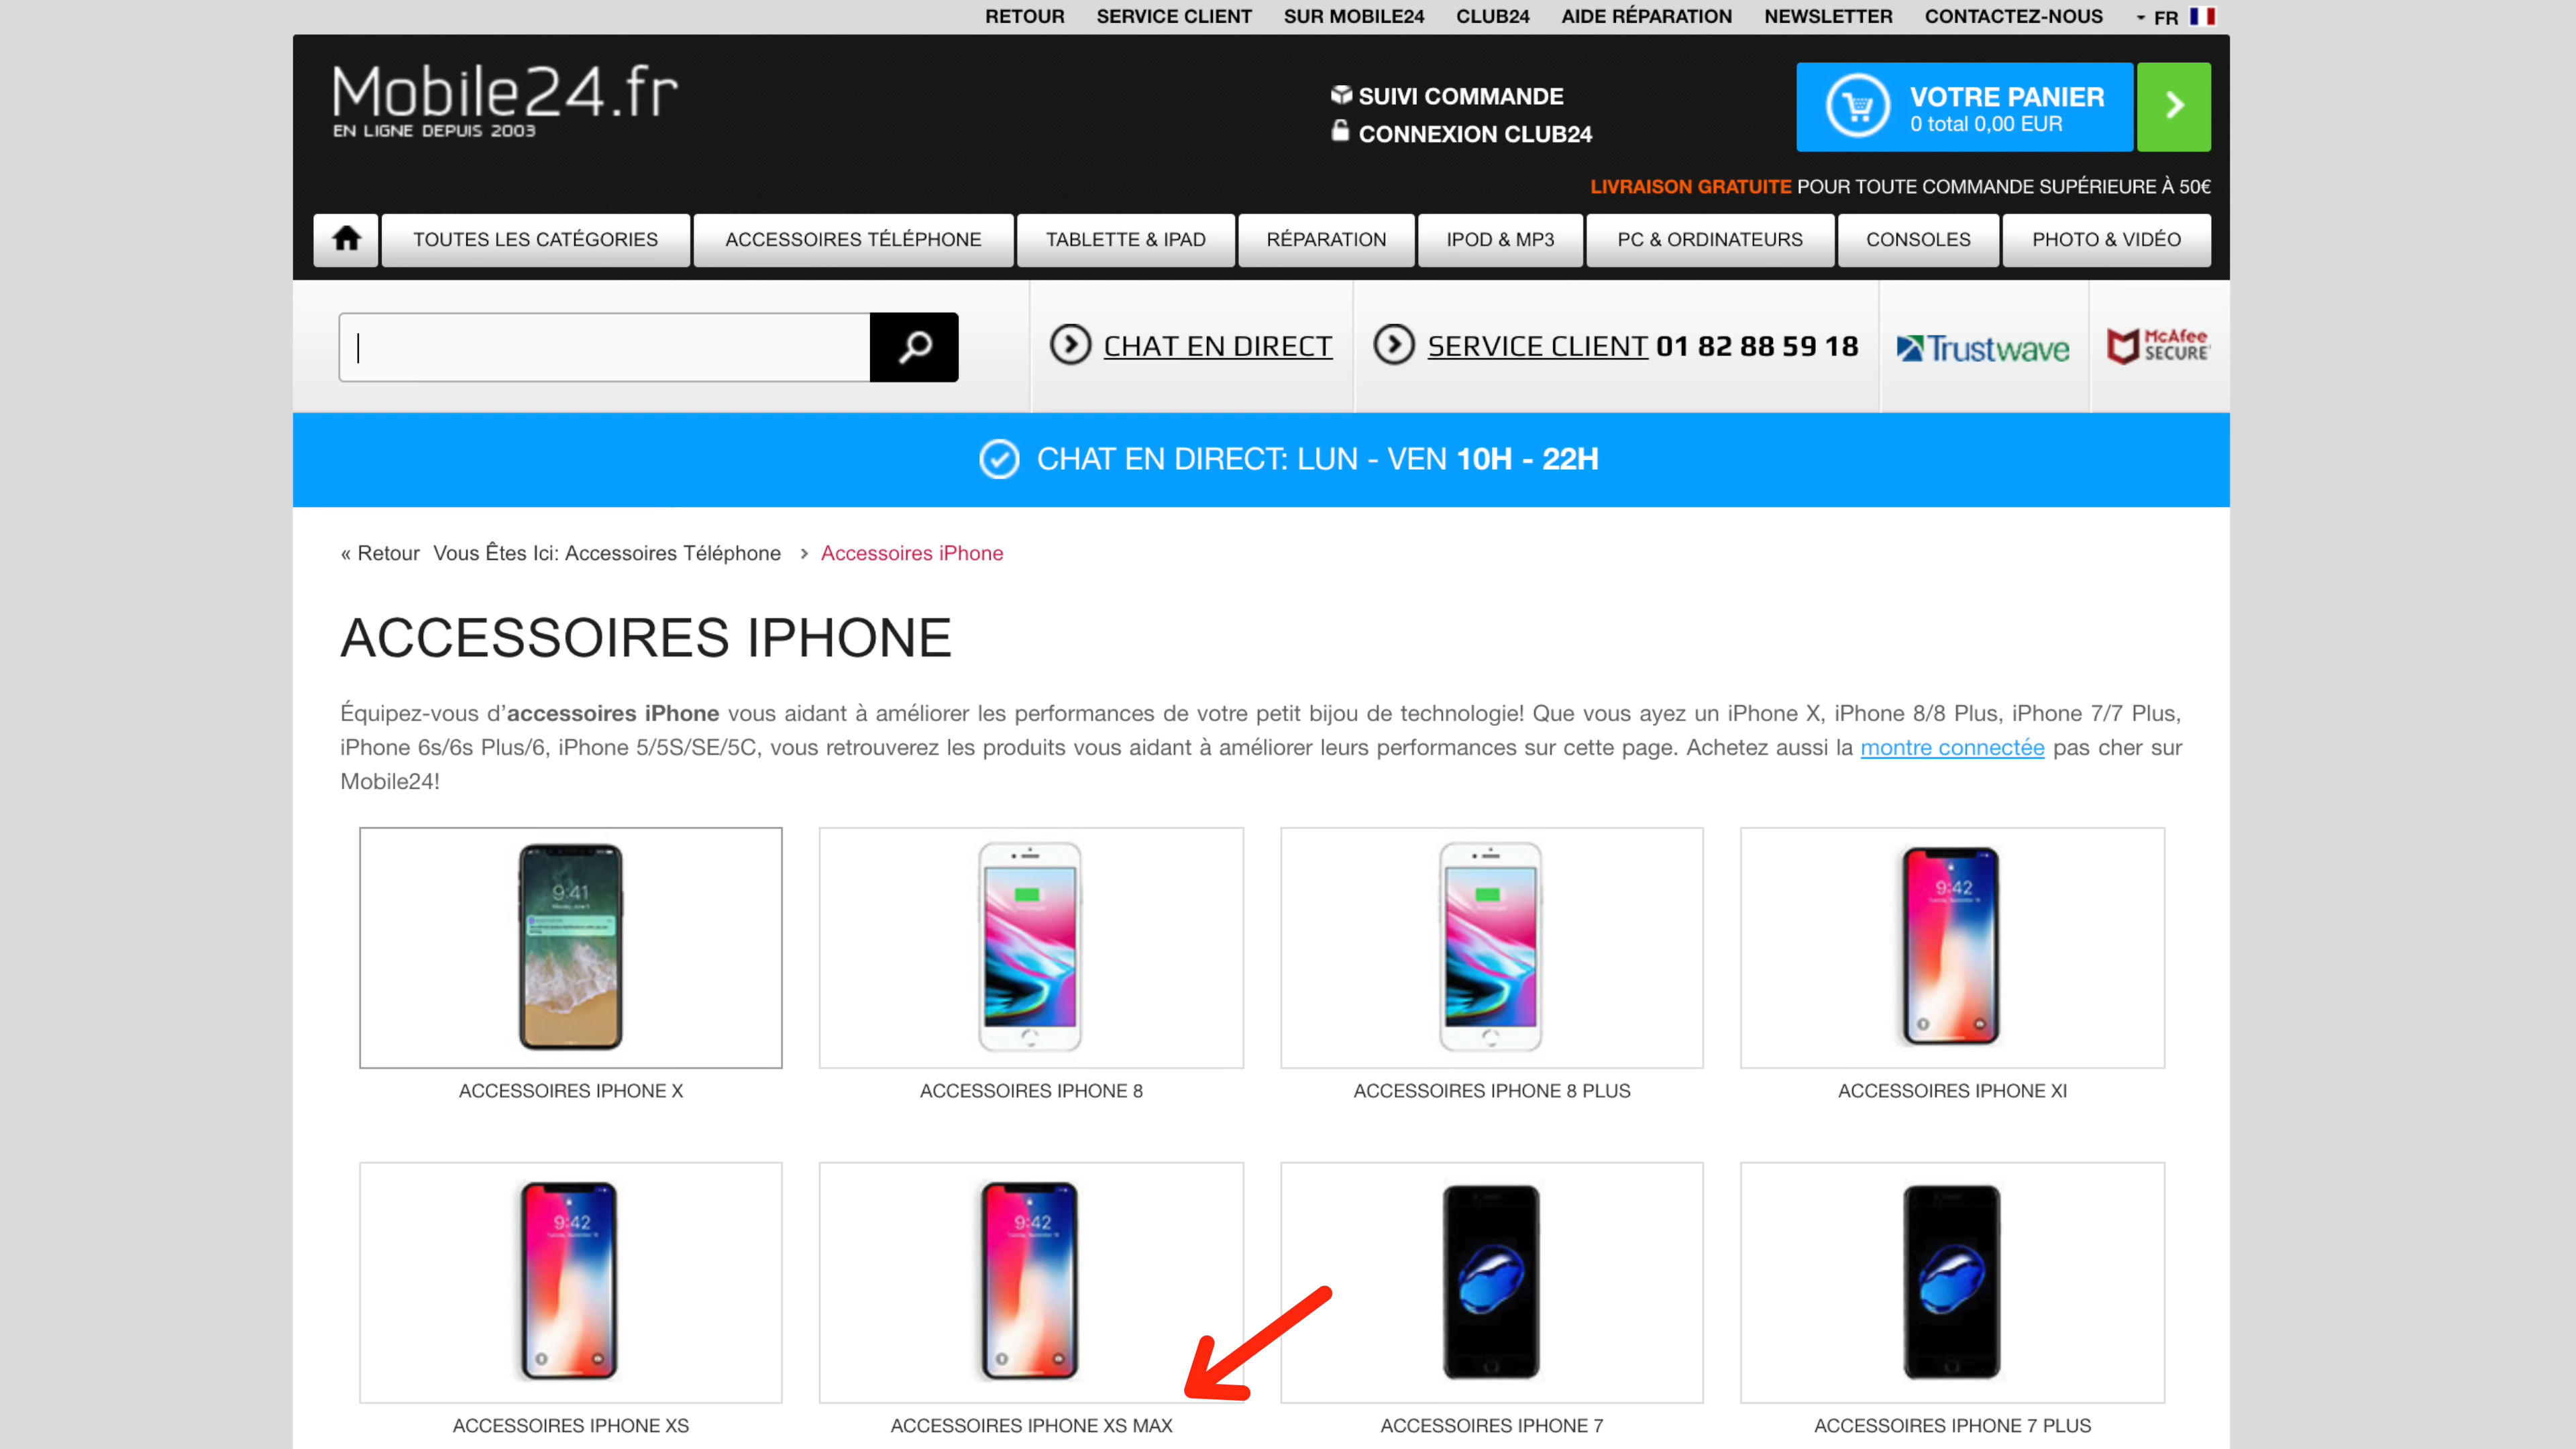 RETOUR SERVICE CLIENT SUR MOBILE24 CLUB24 AIDE RÉPARATION NEWSLETTER CONTACTEZ-NOUS FR
Mobile24.fr
EN LIGNE DEPUIS 2003
SUIVI COMMANDE
CONNEXION CLUB24
VOTRE PANIER
0 total 0,00 EUR
LIVRAISON GRATUITE POUR TOUTE COMMANDE SUPÉRIEURE À 50€
TOUTES LES CATÉGORIES ACCESSOIRES TÉLÉPHONE TABLETTE & IPAD RÉPARATION IPOD & MP3 PC & ORDINATEURS CONSOLES PHOTO & VIDÉO
CHAT EN DIRECT SERVICE CLIENT 01 82 88 59 18 Trustwave McAfee SECURE
CHAT EN DIRECT: LUN - VEN 10H - 22H
« Retour Vous Êtes Ici: Accessoires Téléphone > Accessoires iPhone
ACCESSOIRES IPHONE
Équipez-vous d'accessoires iPhone vous aidant à améliorer les performances de votre petit bijou de technologie! Que vous ayez un iPhone X, iPhone 8/8 Plus, iPhone 7/7 Plus,
iPhone 6s/6s Plus/6, iPhone 5/5S/SE/5C, vous retrouverez les produits vous aidant à améliorer leurs performances sur cette page. Achetez aussi la montre connectée pas cher sur
Mobile24!
9:41
9:42
ACCESSOIRES IPHONE X ACCESSOIRES IPHONE 8 ACCESSOIRES IPHONE 8 PLUS ACCESSOIRES IPHONE XI
9:42
9:42
ACCESSOIRES IPHONE XS ACCESSOIRES IPHONE XS MAX ACCESSOIRES IPHONE 7 ACCESSOIRES IPHONE 7 PLUS